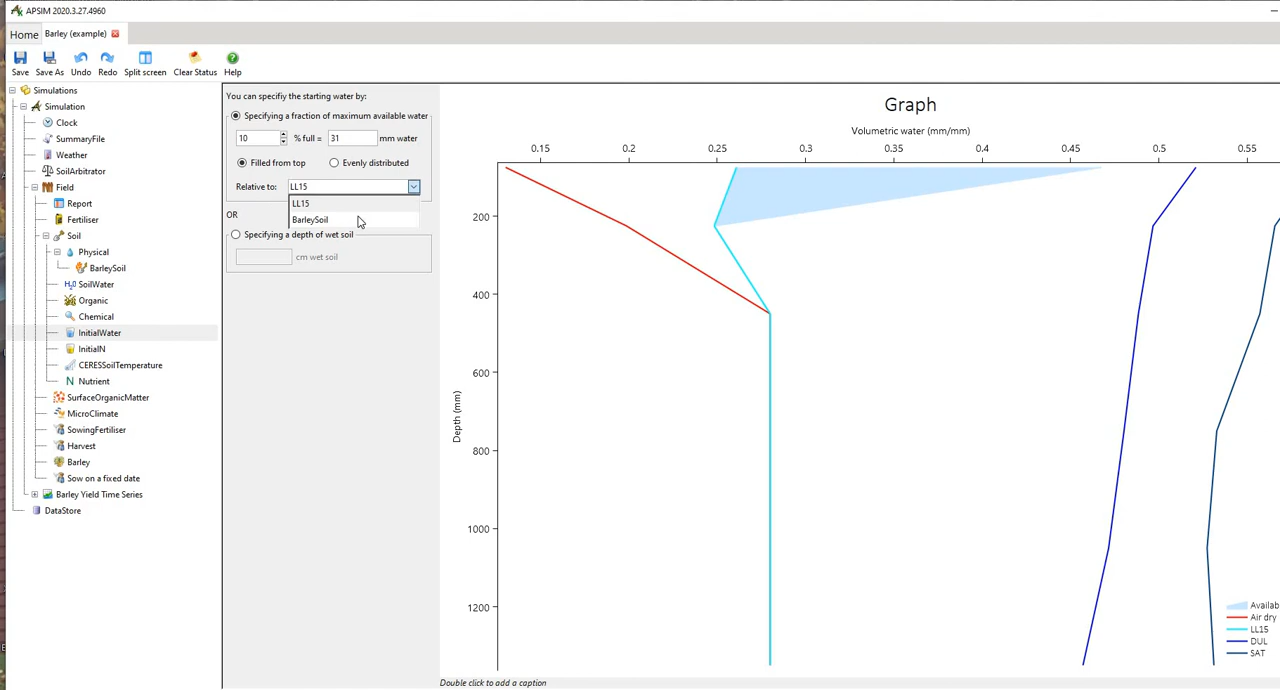 APSIM 2020.3.27.4960
Home
Barley (example)
Save
Save As
Undo
Redo
Split screen
Clear Status
Help
Simulations
Simulation
Clock
SummaryFile
Weather
SoilArbitrator
Field
Report
Fertiliser
Soil
Physical
BarleySoil
SoilWater
Organic
Chemical
InitialWater
InitialN
CERESSoilTemperature
Nutrient
SurfaceOrganicMatter
MicroClimate
SowingFertiliser
Harvest
Barley
Sow on a fixed date
Barley Yield Time Series
DataStore
You can specify the starting water by:
Specifying a fraction of maximum available water
10 % full = 31 mm water
Filled from top Evenly distributed
Relative to: LL15
LL15
BarleySoil
OR
Specifying a depth of wet soil
cm wet soil
Graph
Volumetric water (mm/mm)
0.15 0.2 0.25 0.3 0.35 0.4 0.45 0.5 0.55
200
400
600
800
1000
1200
Depth (mm)
Availab
Air dry
LL15
DUL
SAT
Double click to add a caption